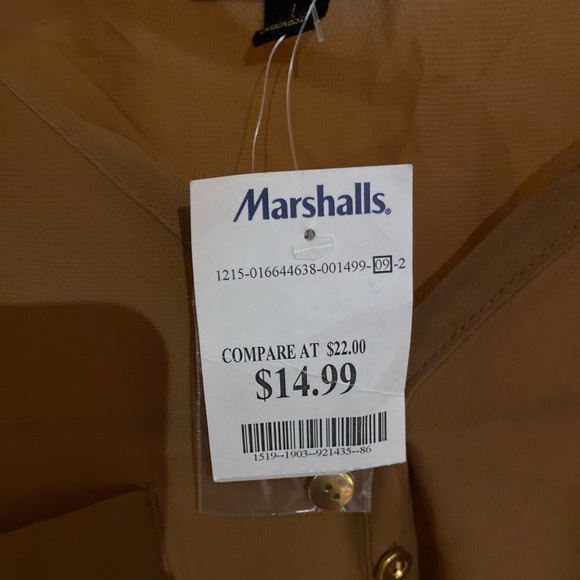 L
Marshalls®
1215-016644638-001499-09-2
COMPARE AT $22.00
$14.99
1519--1903--921435--86